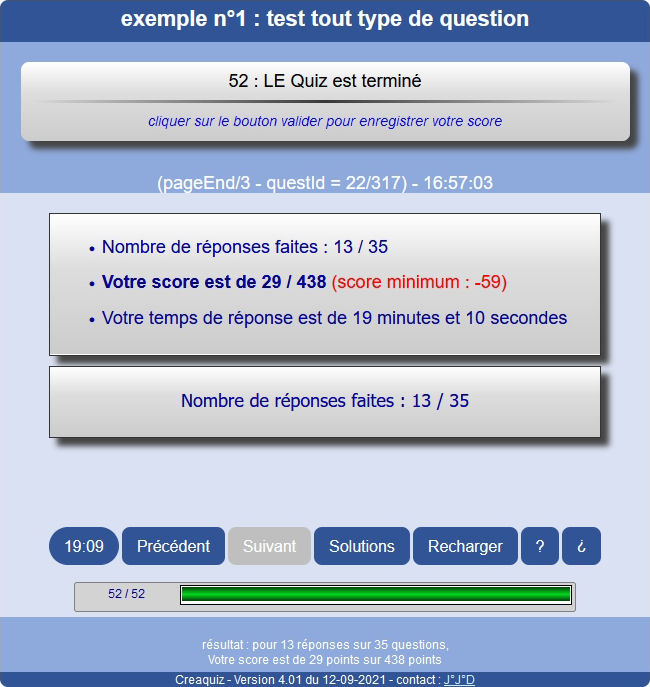 exemple n°1 : test tout type de question
52 : LE Quiz est terminé
cliquer sur le bouton valider pour enregistrer votre score
(pageEnd/3 - questId = 22/317) - 16:57:03
• Nombre de réponses faites : 13 / 35
• Votre score est de 29 / 438 (score minimum : -59)
• Votre temps de réponse est de 19 minutes et 10 secondes
Nombre de réponses faites : 13 / 35
19:09 Précédent Suivant Solutions Recharger ? ¿
52 / 52
résultat : pour 13 réponses sur 35 questions,
Votre score est de 29 points sur 438 points
Creaquiz - Version 4.01 du 12-09-2021 - contact : J°J°D